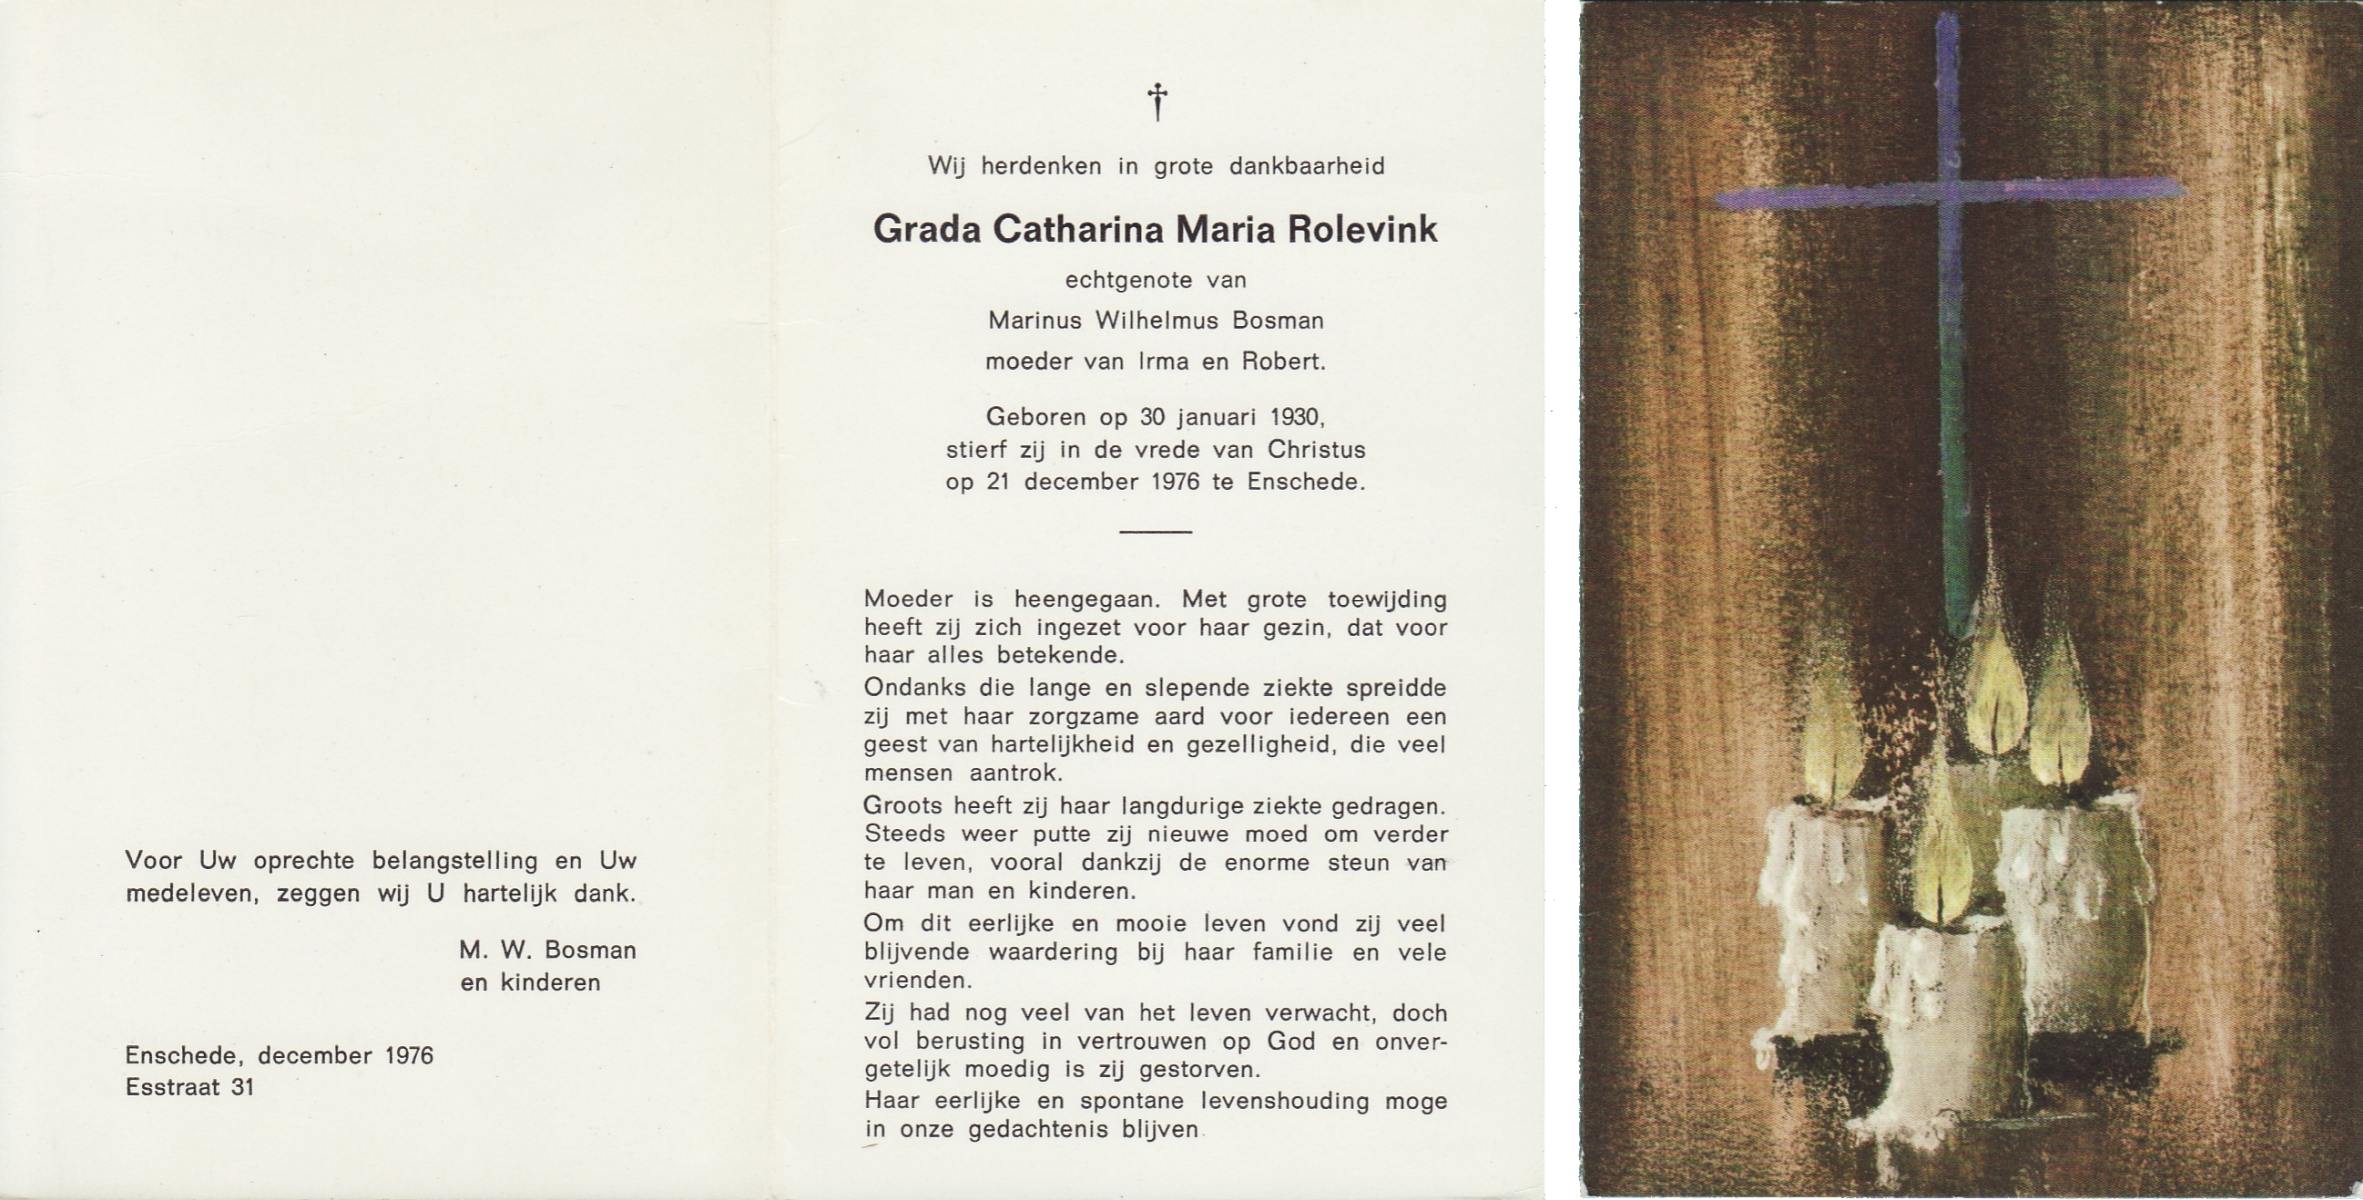 Voor Uw oprechte belangstelling en Uw
medeleven, zeggen wij U hartelijk dank.
M. W. Bosman
en kinderen
Enschede, december 1976
Esstraat 31
Wij herdenken in grote dankbaarheid
Grada Catharina Maria Rolevink
echtgenote van
Marinus Wilhelmus Bosman
moeder van Irma en Robert.
Geboren op 30 januari 1930,
stierf zij in de vrede van Christus
op 21 december 1976 te Enschede.
Moeder is heengegaan. Met grote toewijding
heeft zij zich ingezet voor haar gezin, dat voor
haar alles betekende.
Ondanks die lange en slepende ziekte spreidde
zij met haar zorgzame aard voor iedereen een
geest van hartelijkheid en gezelligheid, die veel
mensen aantrok.
Groots heeft zij haar langdurige ziekte gedragen.
Steeds weer putte zij nieuwe moed om verder
te leven, vooral dankzij de enorme steun van
haar man en kinderen.
Om dit eerlijke en mooie leven vond zij veel
blijvende waardering bij haar familie en vele
vrienden.
Zij had nog veel van het leven verwacht, doch
vol berusting in vertrouwen op God en onver-
getelijk moedig is zij gestorven.
Haar eerlijke en spontane levenshouding moge
in onze gedachtenis blijven.